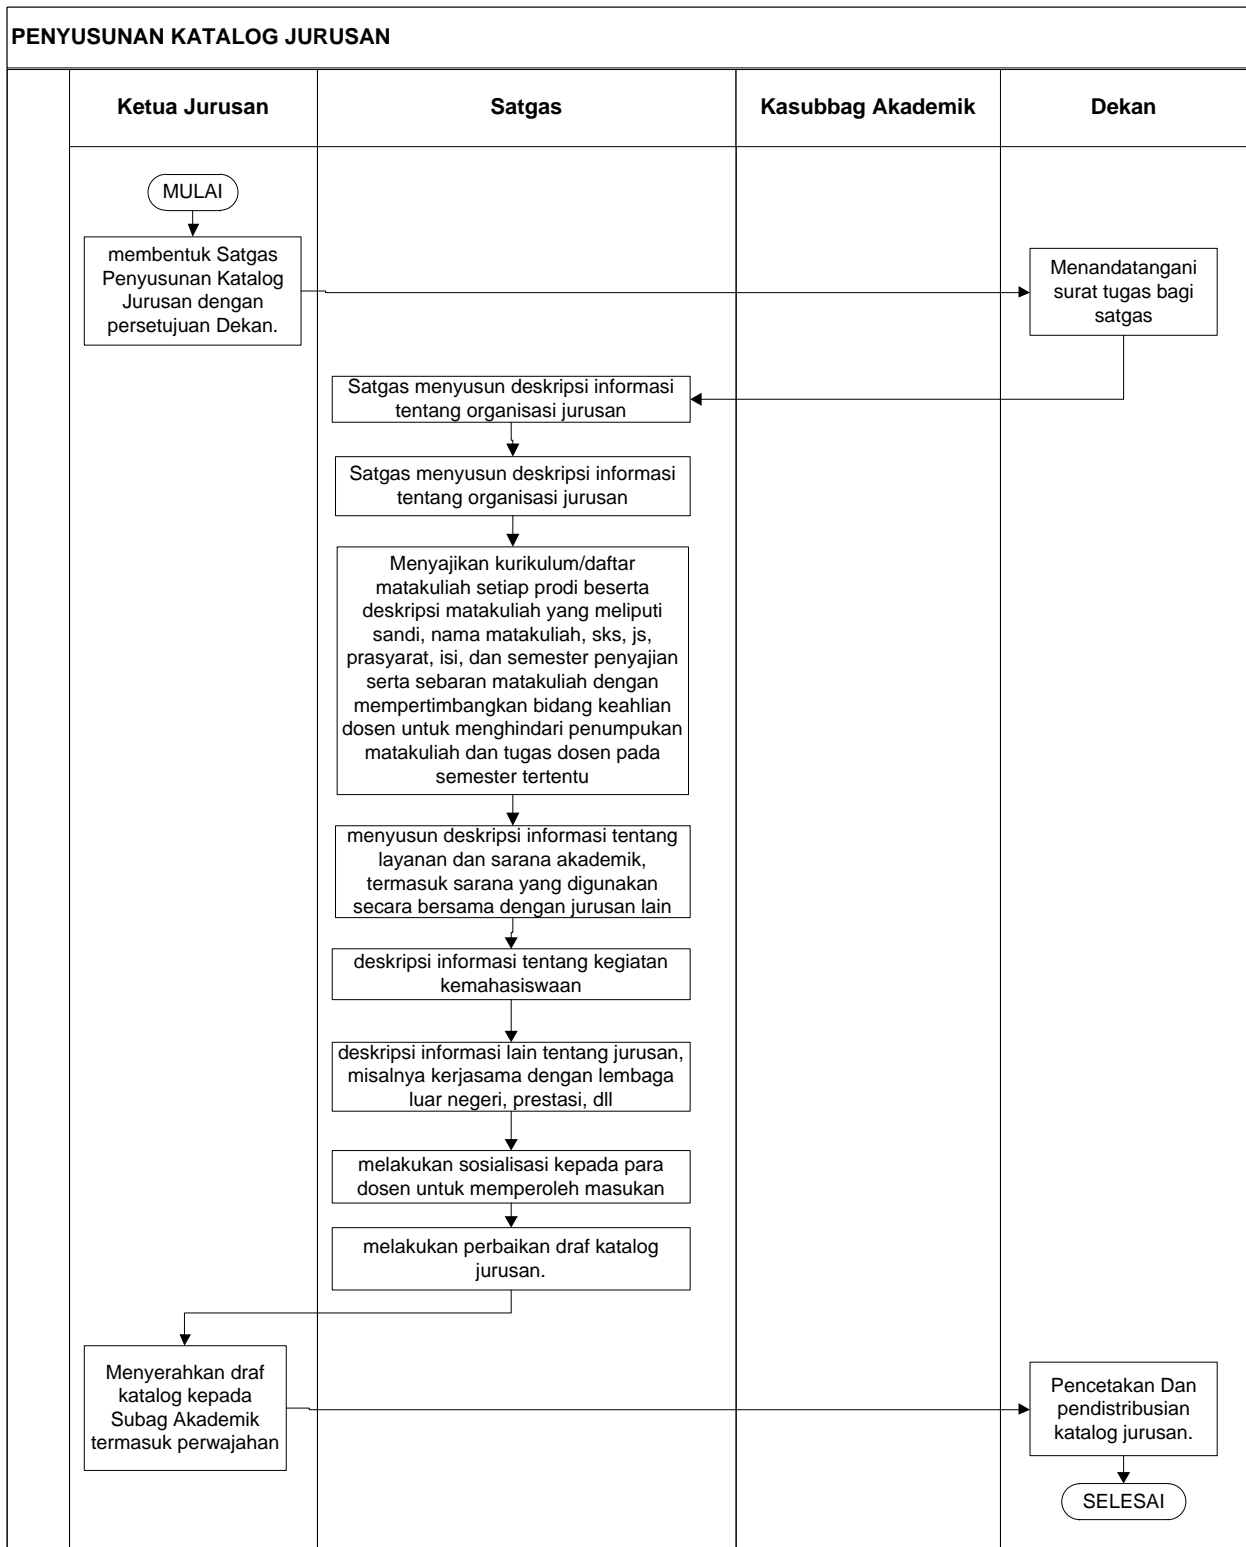 PENYUSUNAN KATALOG JURUSAN
Ketua Jurusan
Satgas
Kasubbag Akademik
Dekan
MULAI
membentuk Satgas
Penyusunan Katalog
Jurusan dengan
persetujuan Dekan.
Menandatangani
surat tugas bagi
satgas
Satgas menyusun deskripsi informasi
tentang organisasi jurusan
Satgas menyusun deskripsi informasi
tentang organisasi jurusan
Menyajikan kurikulum/daftar
matakuliah setiap prodi beserta
deskripsi matakuliah yang meliputi
sandi, nama matakuliah, sks, js,
prasyarat, isi, dan semester penyajian
serta sebaran matakuliah dengan
mempertimbangkan bidang keahlian
dosen untuk menghindari penumpukan
matakuliah dan tugas dosen pada
semester tertentu
menyusun deskripsi informasi tentang
layanan dan sarana akademik,
termasuk sarana yang digunakan
secara bersama dengan jurusan lain
deskripsi informasi tentang kegiatan
kemahasiswaan
deskripsi informasi lain tentang jurusan,
misalnya kerjasama dengan lembaga
luar negeri, prestasi, dll
melakukan sosialisasi kepada para
dosen untuk memperoleh masukan
melakukan perbaikan draf katalog
jurusan.
Menyerahkan draf
katalog kepada
Subag Akademik
termasuk perwajahan
Pencetakan Dan
pendistribusian
katalog jurusan.
SELESAI